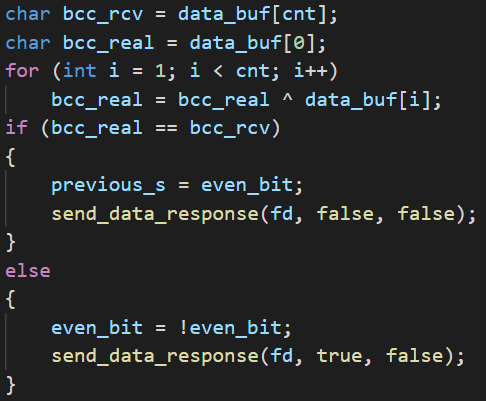 char bcc_rcv = data_buf[cnt];
char bcc_real = data_buf[0];
for (int i = 1; i < cnt; i++)
    bcc_real = bcc_real ^ data_buf[i];
if (bcc_real == bcc_rcv)
{
    previous_s = even_bit;
    send_data_response(fd, false, false);
}
else
{
    even_bit = !even_bit;
    send_data_response(fd, true, false);
}